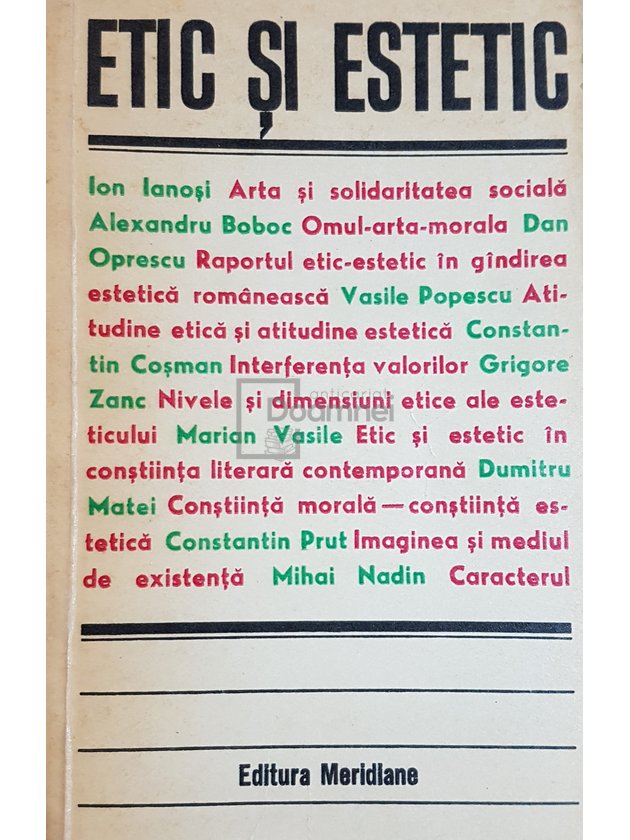 ETIC ȘI ESTETIC
Ion Ianoși Arta și solidaritatea socială
Alexandru Boboc Omul-arta-morala Dan
Oprescu Raportul etic-estetic în gîndirea
estetică românească Vasile Popescu Ati-
tudine etică și atitudine estetică Constan-
tin Coșman Interferența valorilor Grigore
Zanc Nivele și dimensiuni etice ale este-
anticariat
Doamnei
ticului Marian Vasile Etic și estetic în
conștiința literară contemporană Dumitru
Matei Conștiință morală — conștiință es-
tetică Constantin Prut Imaginea și mediul
de existență Mihai Nadin Caracterul
Editura Meridiane